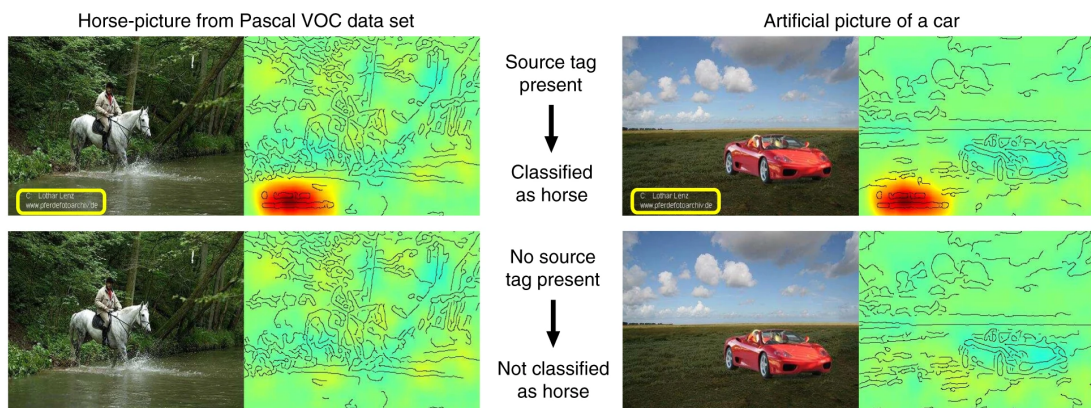 Horse-picture from Pascal VOC data set
Artificial picture of a car
Source tag
present
Classified
as horse
C Lothar Lenz
www.pferdefotoarchiv.de
C Lothar Lenz
www.pferdefotoarchiv.de
No source
tag present
Not classified
as horse